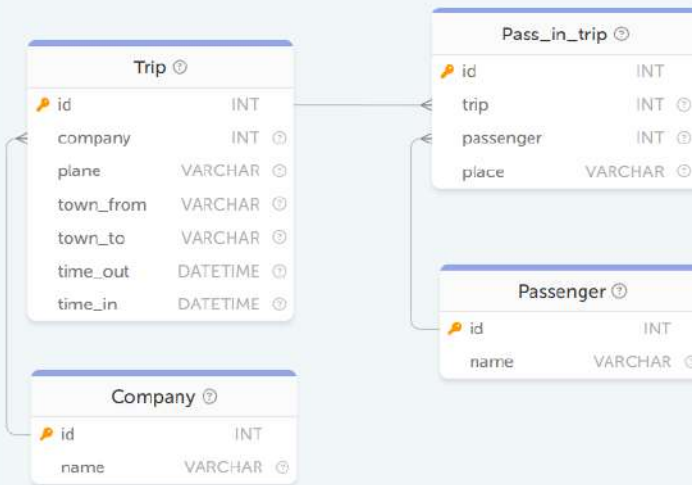 Trip
id INT
company INT
plane VARCHAR
town_from VARCHAR
town_to VARCHAR
time_out DATETIME
time_in DATETIME
Company
id INT
name VARCHAR
Pass_in_trip
id INT
trip INT
passenger INT
place VARCHAR
Passenger
id INT
name VARCHAR